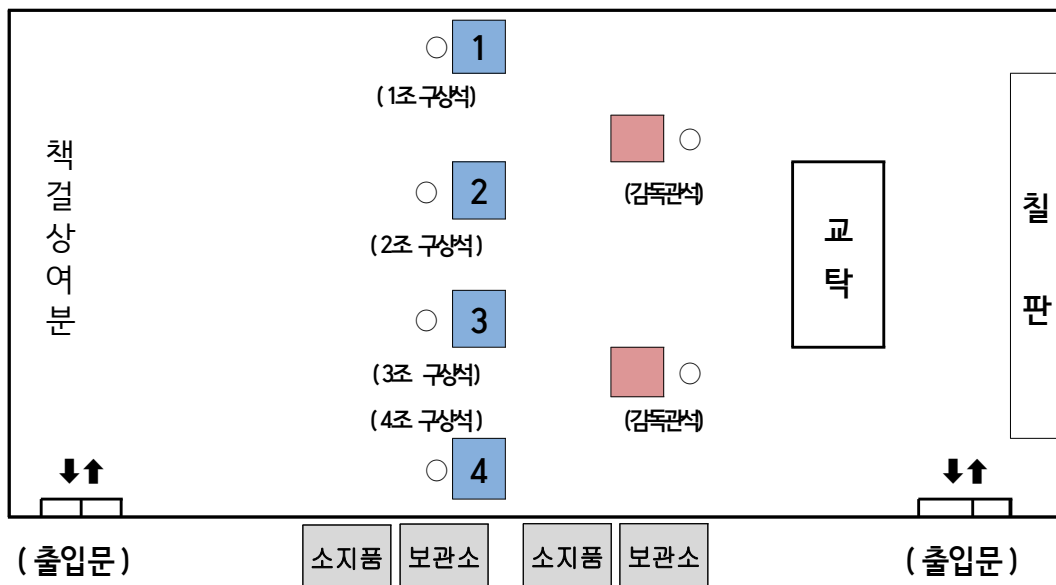 1
( 1조 구상석)
2
( 2조 구상석 )
3
( 3조 구상석)
( 4조 구상석 )
4
(감독관석)
(감독관석)
책걸상여분
교탁
칠판
( 출입문 )
소지품
보관소
소지품
보관소
( 출입문 )